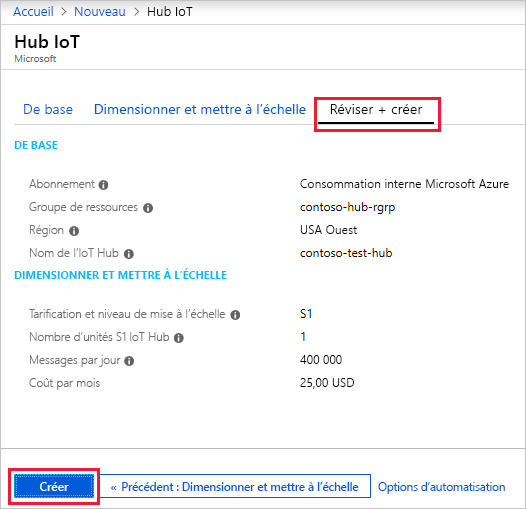 Accueil > Nouveau > Hub IoT
Hub IoT
Microsoft
De base Dimensionner et mettre à l'échelle Réviser + créer
DE BASE
Abonnement Consommation interne Microsoft Azure
Groupe de ressources contoso-hub-rgrp
Région USA Ouest
Nom de l'IoT Hub contoso-test-hub
DIMENSIONNER ET METTRE À L'ÉCHELLE
Tarification et niveau de mise à l'échelle S1
Nombre d'unités S1 IoT Hub 1
Messages par jour 400 000
Coût par mois 25,00 USD
Créer « Précédent : Dimensionner et mettre à l'échelle Options d'automatisation